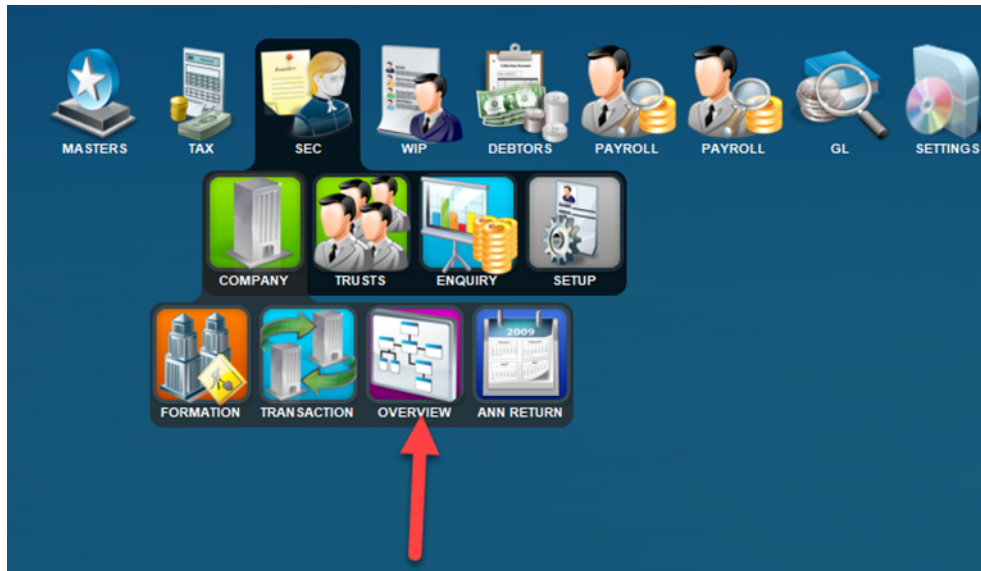 MASTERS TAX SEC WIP DEBTORS PAYROLL PAYROLL GL SETTINGS
COMPANY TRUSTS ENQUIRY SETUP
2009
FORMATION TRANSACTION OVERVIEW ANN RETURN